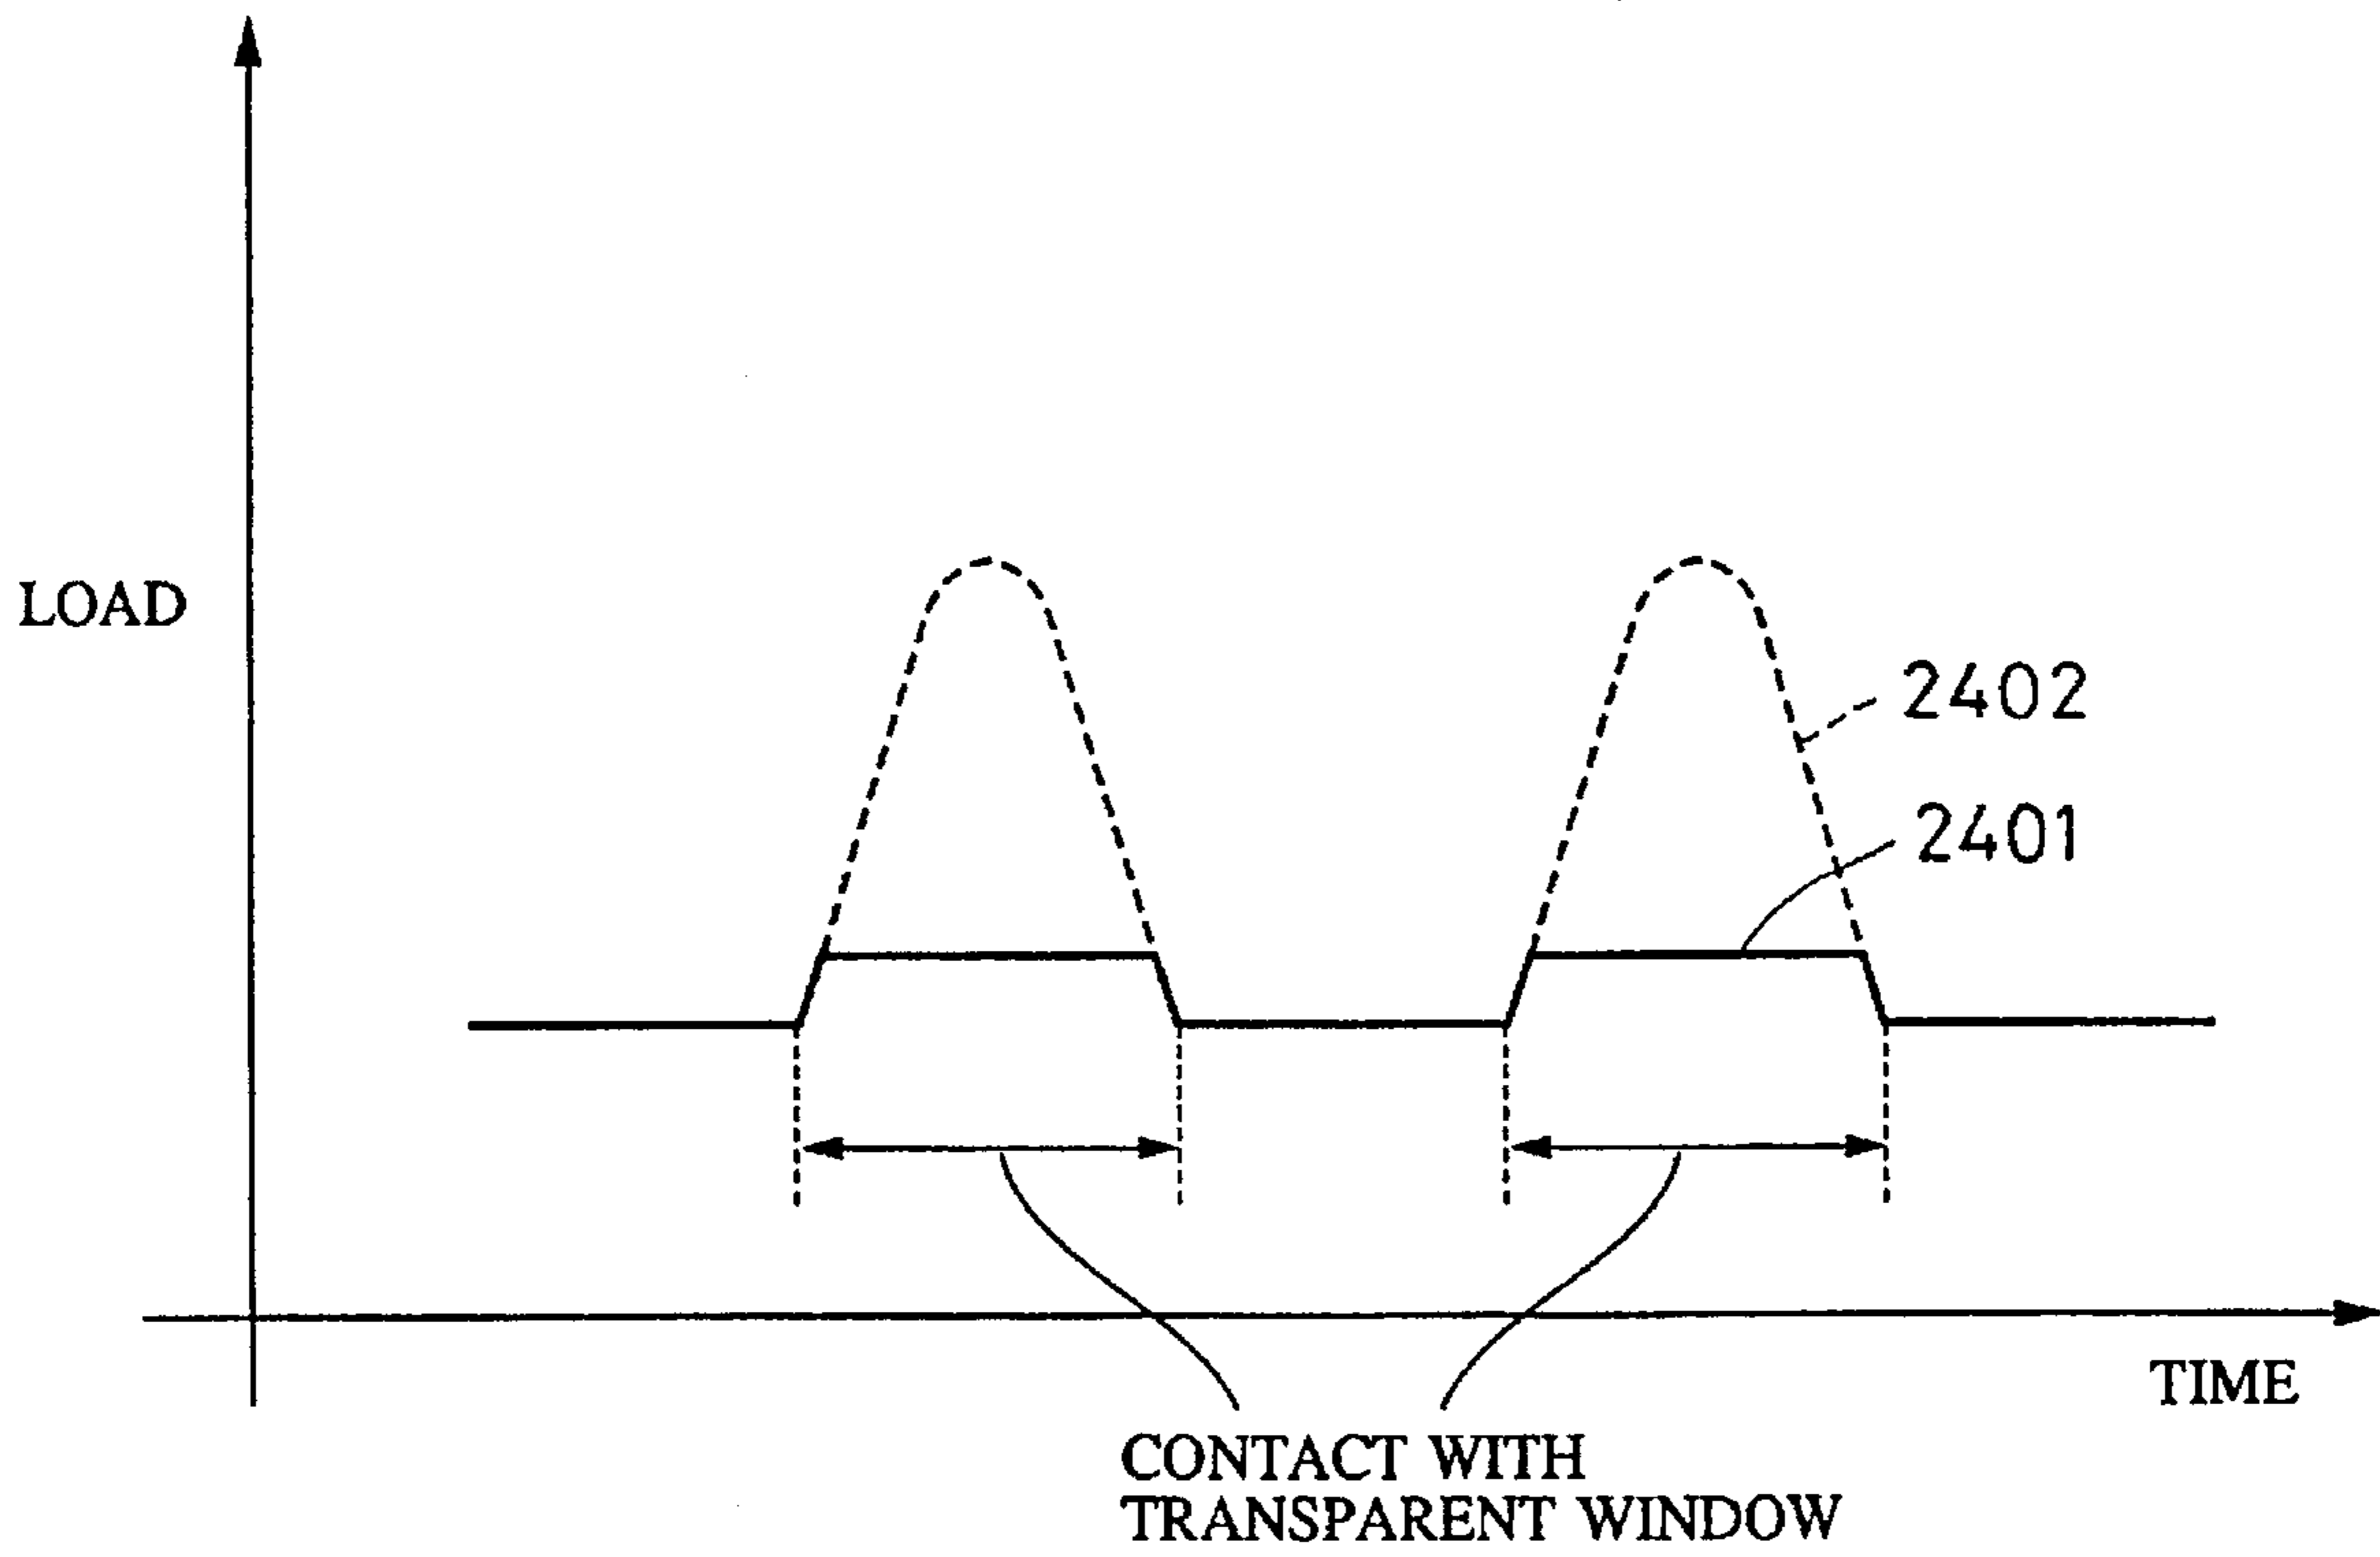 LOAD
2402
2401
TIME
CONTACT WITH
TRANSPARENT WINDOW